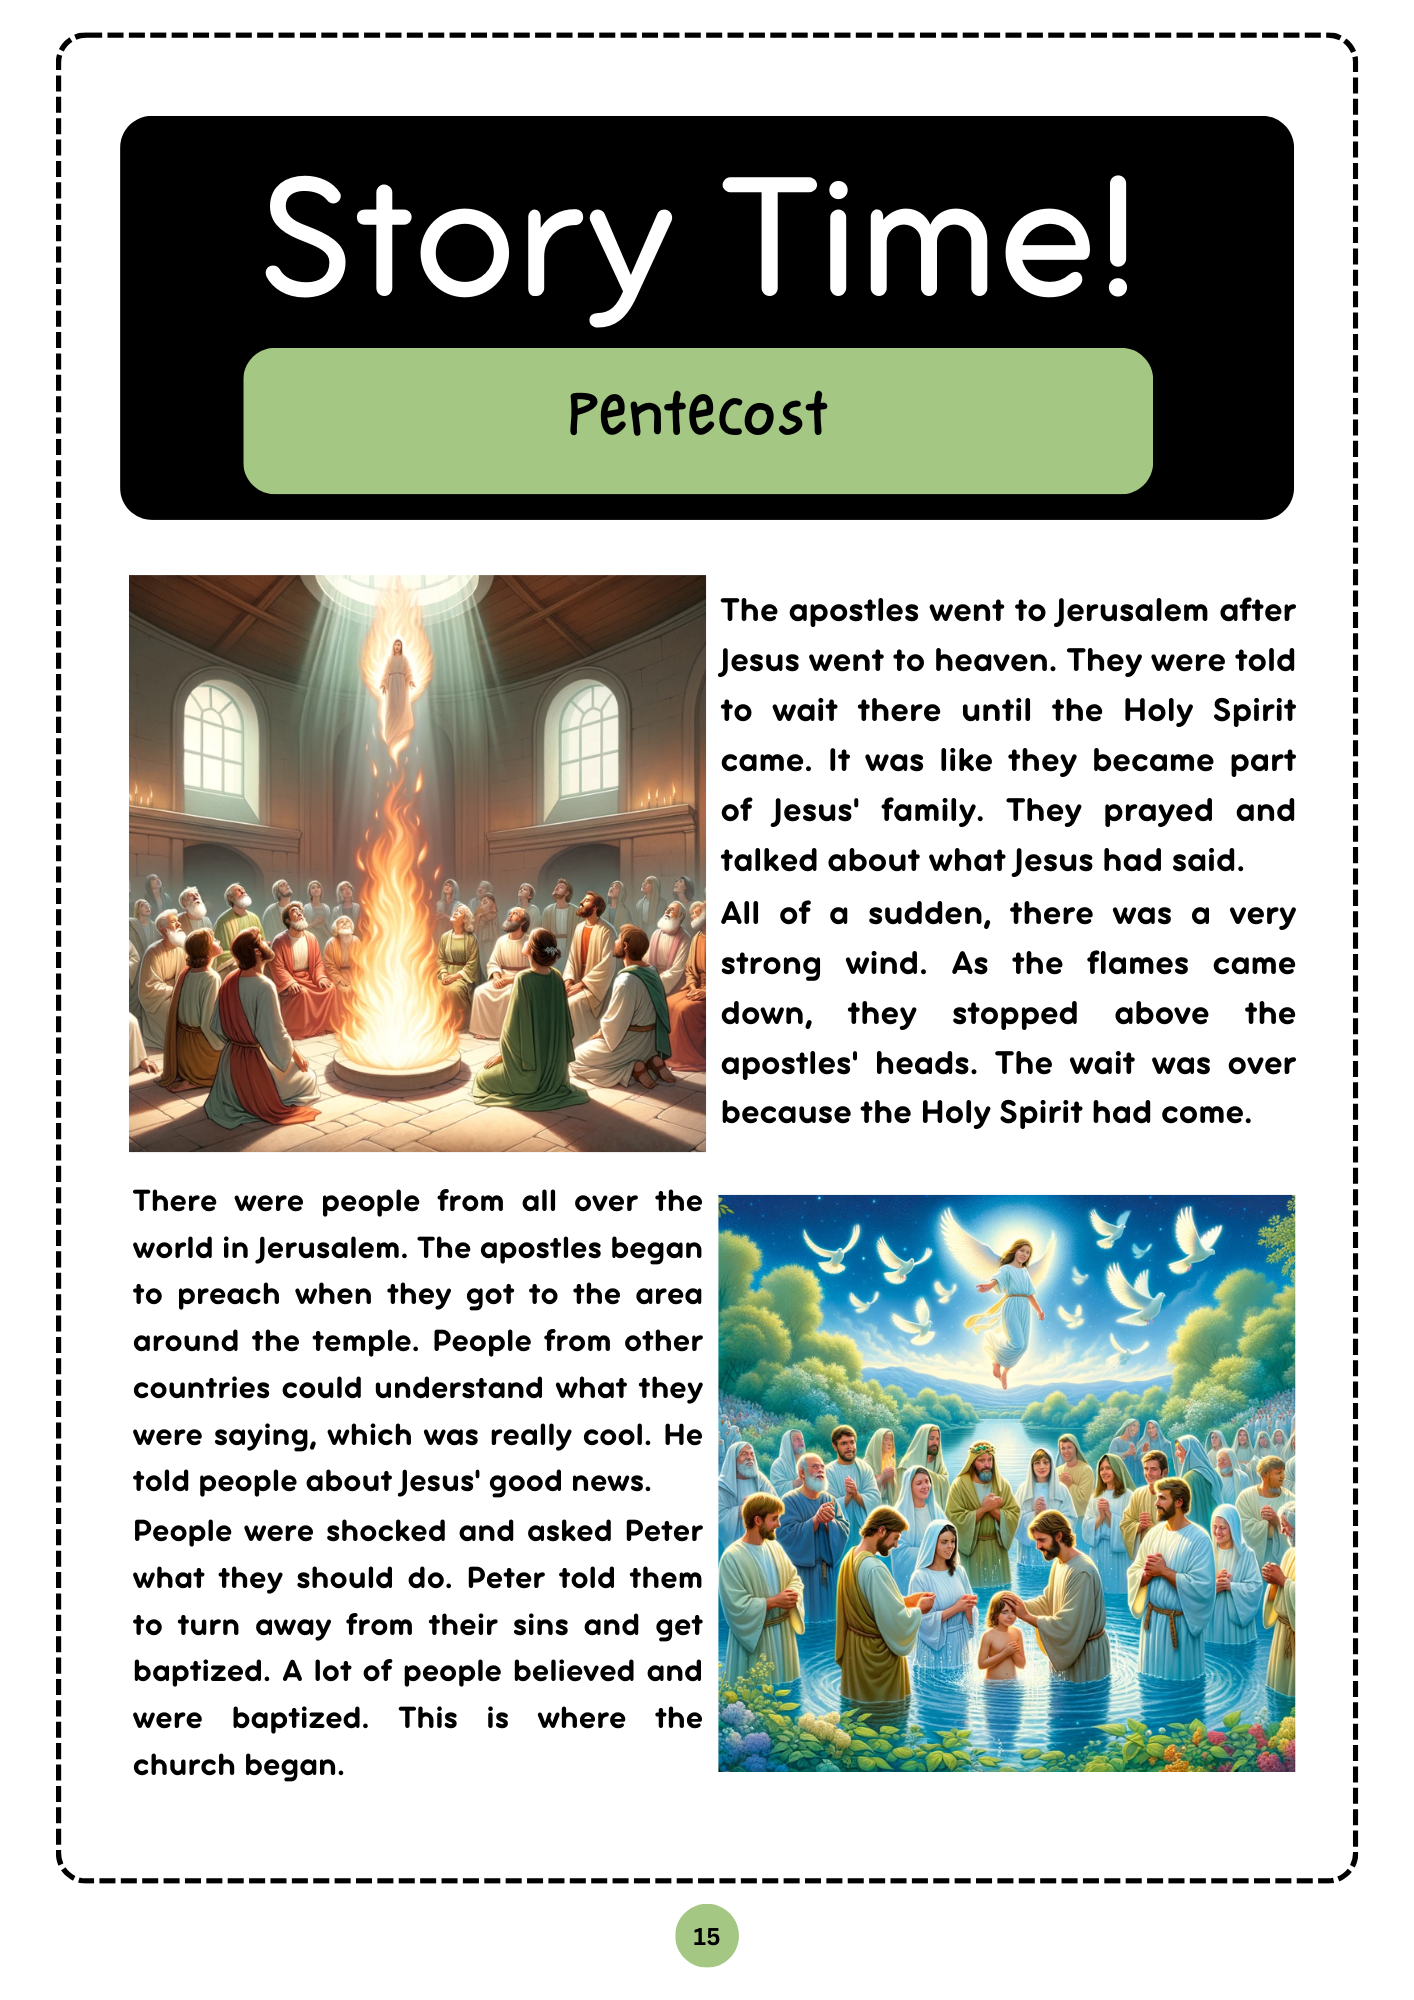 Story Time!
Pentecost
The apostles went to Jerusalem after
Jesus went to heaven. They were told
to wait there until the Holy Spirit
came. It was like they became part
of Jesus' family. They prayed and
talked about what Jesus had said.
All of a sudden, there was a very
strong wind. As the flames came
down, they stopped above the
apostles' heads. The wait was over
because the Holy Spirit had come.
There were people from all over the
world in Jerusalem. The apostles began
to preach when they got to the area
around the temple. People from other
countries could understand what they
were saying, which was really cool. He
told people about Jesus' good news.
People were shocked and asked Peter
what they should do. Peter told them
to turn away from their sins and get
baptized. A lot of people believed and
were baptized. This is where the
church began.
15